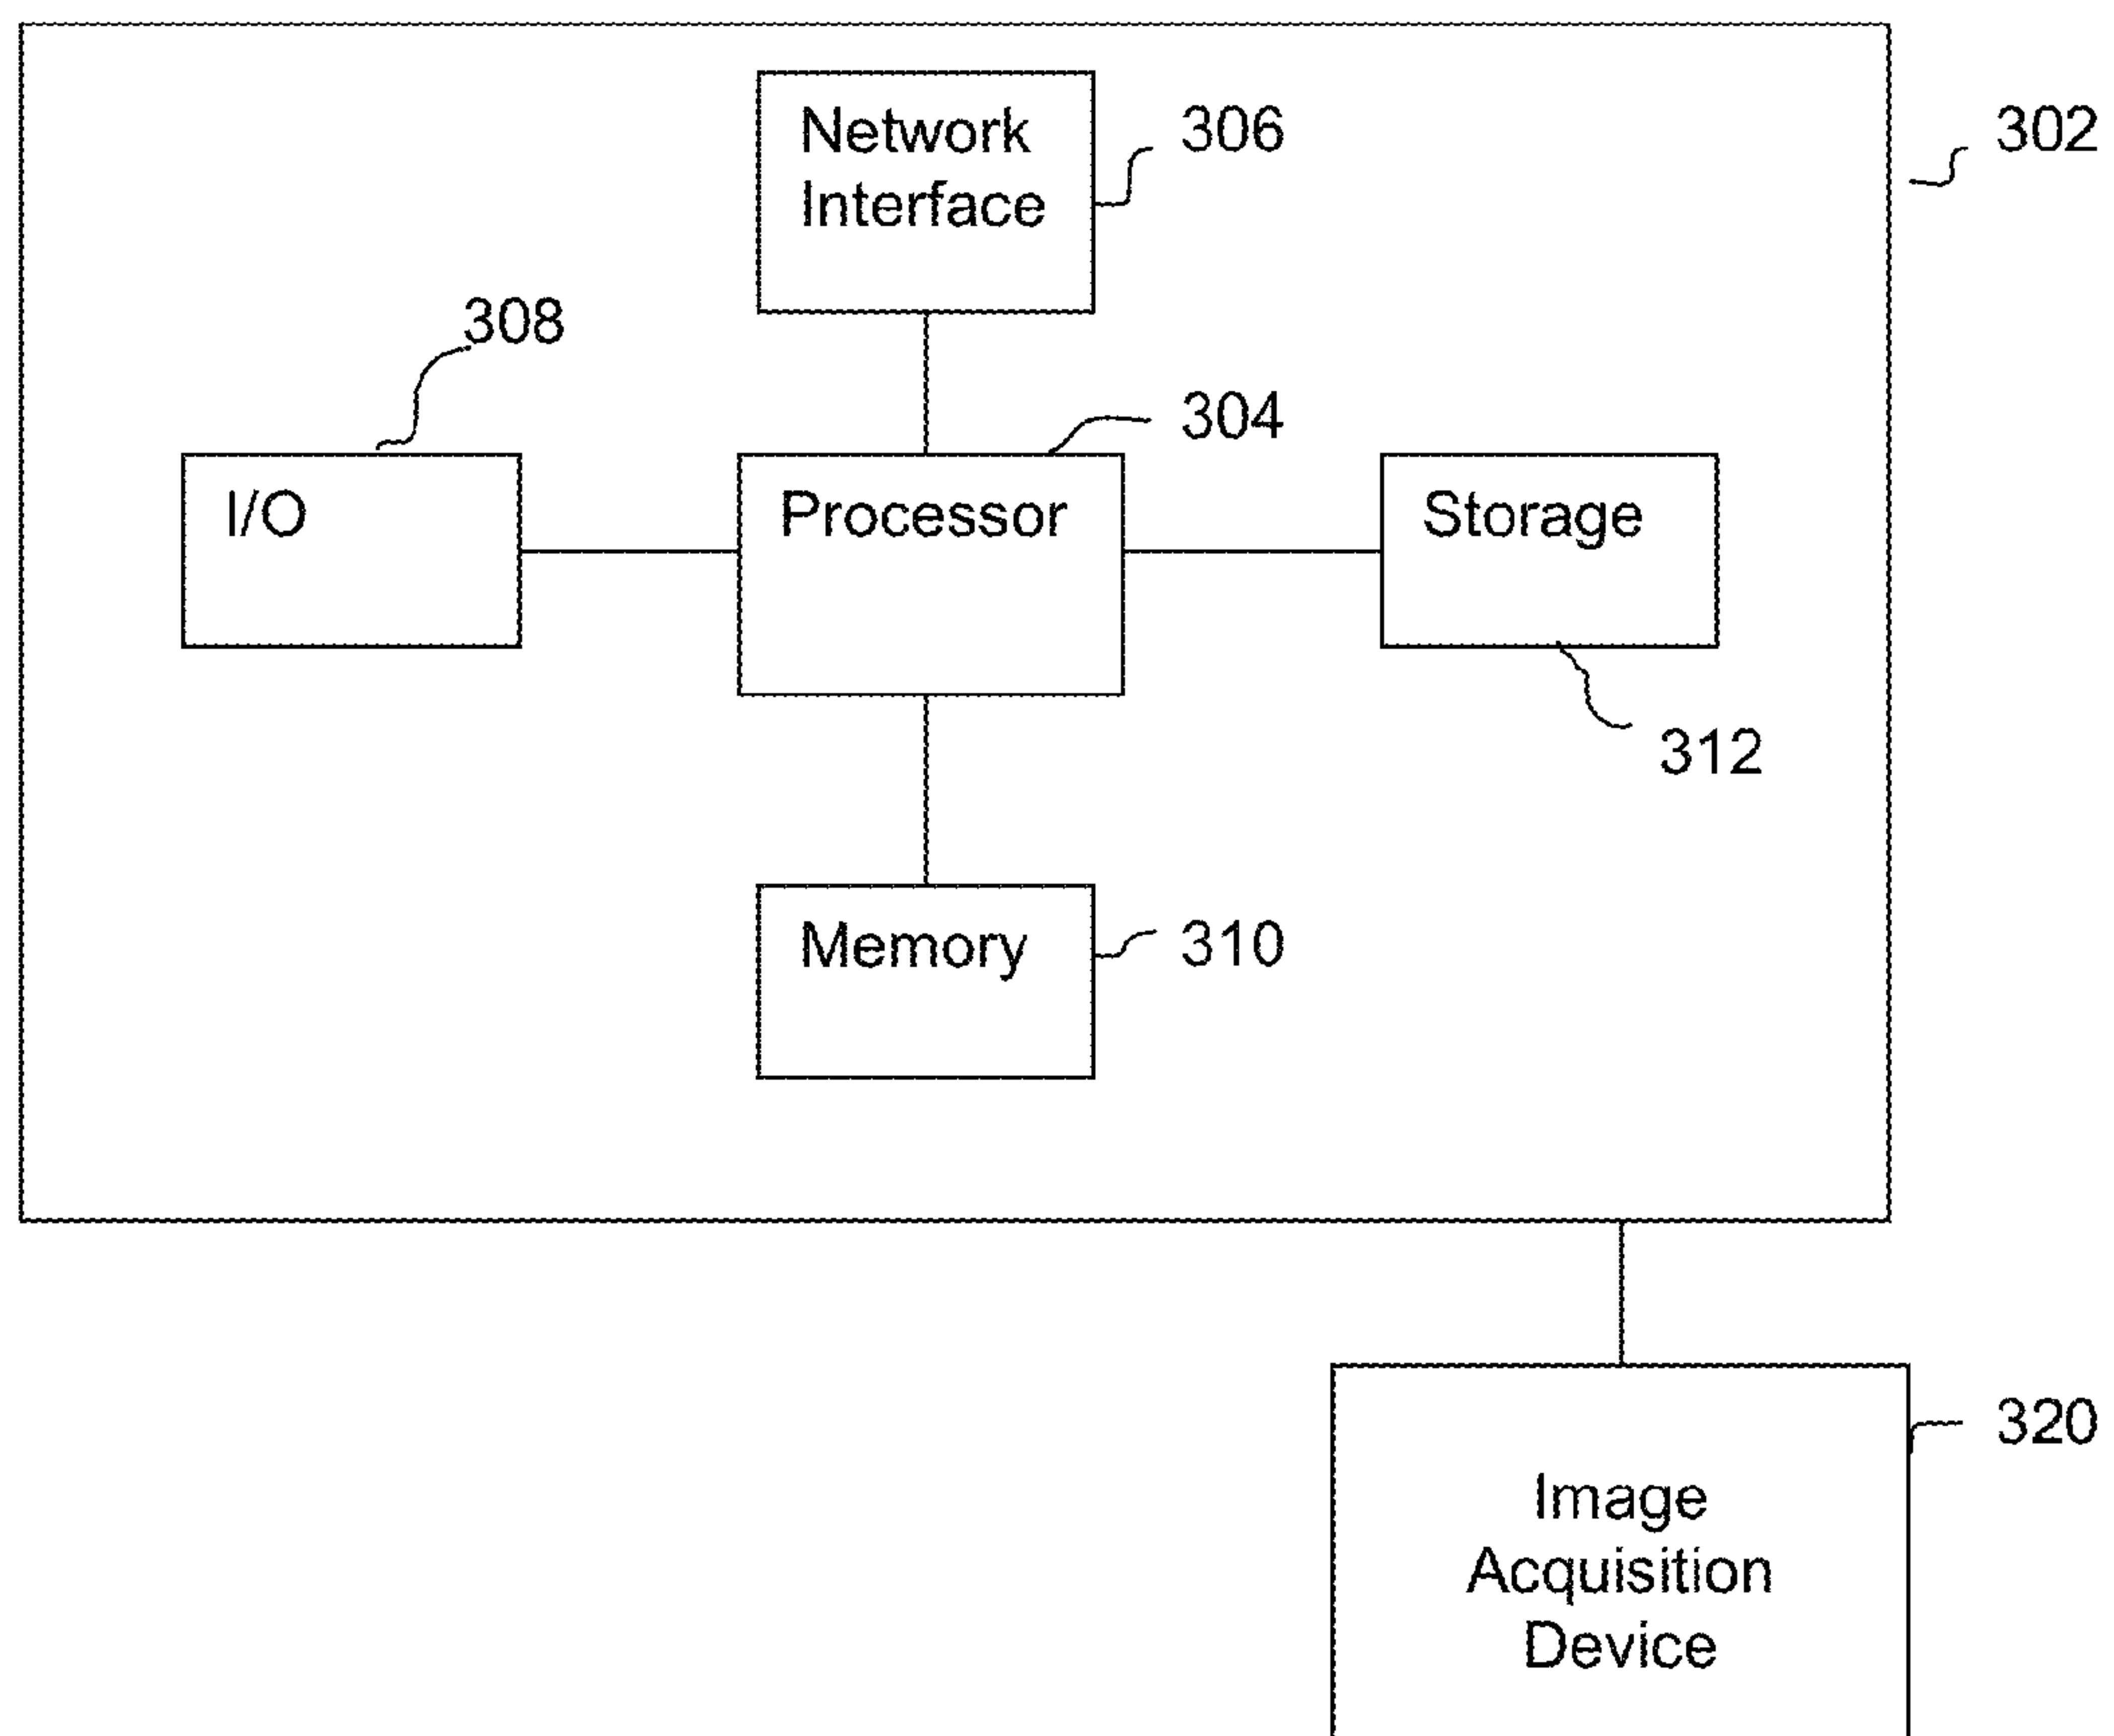 Network
Interface
306
302
308
304
I/O
Processor
Storage
312
Memory
310
320
Image
Acquisition
Device